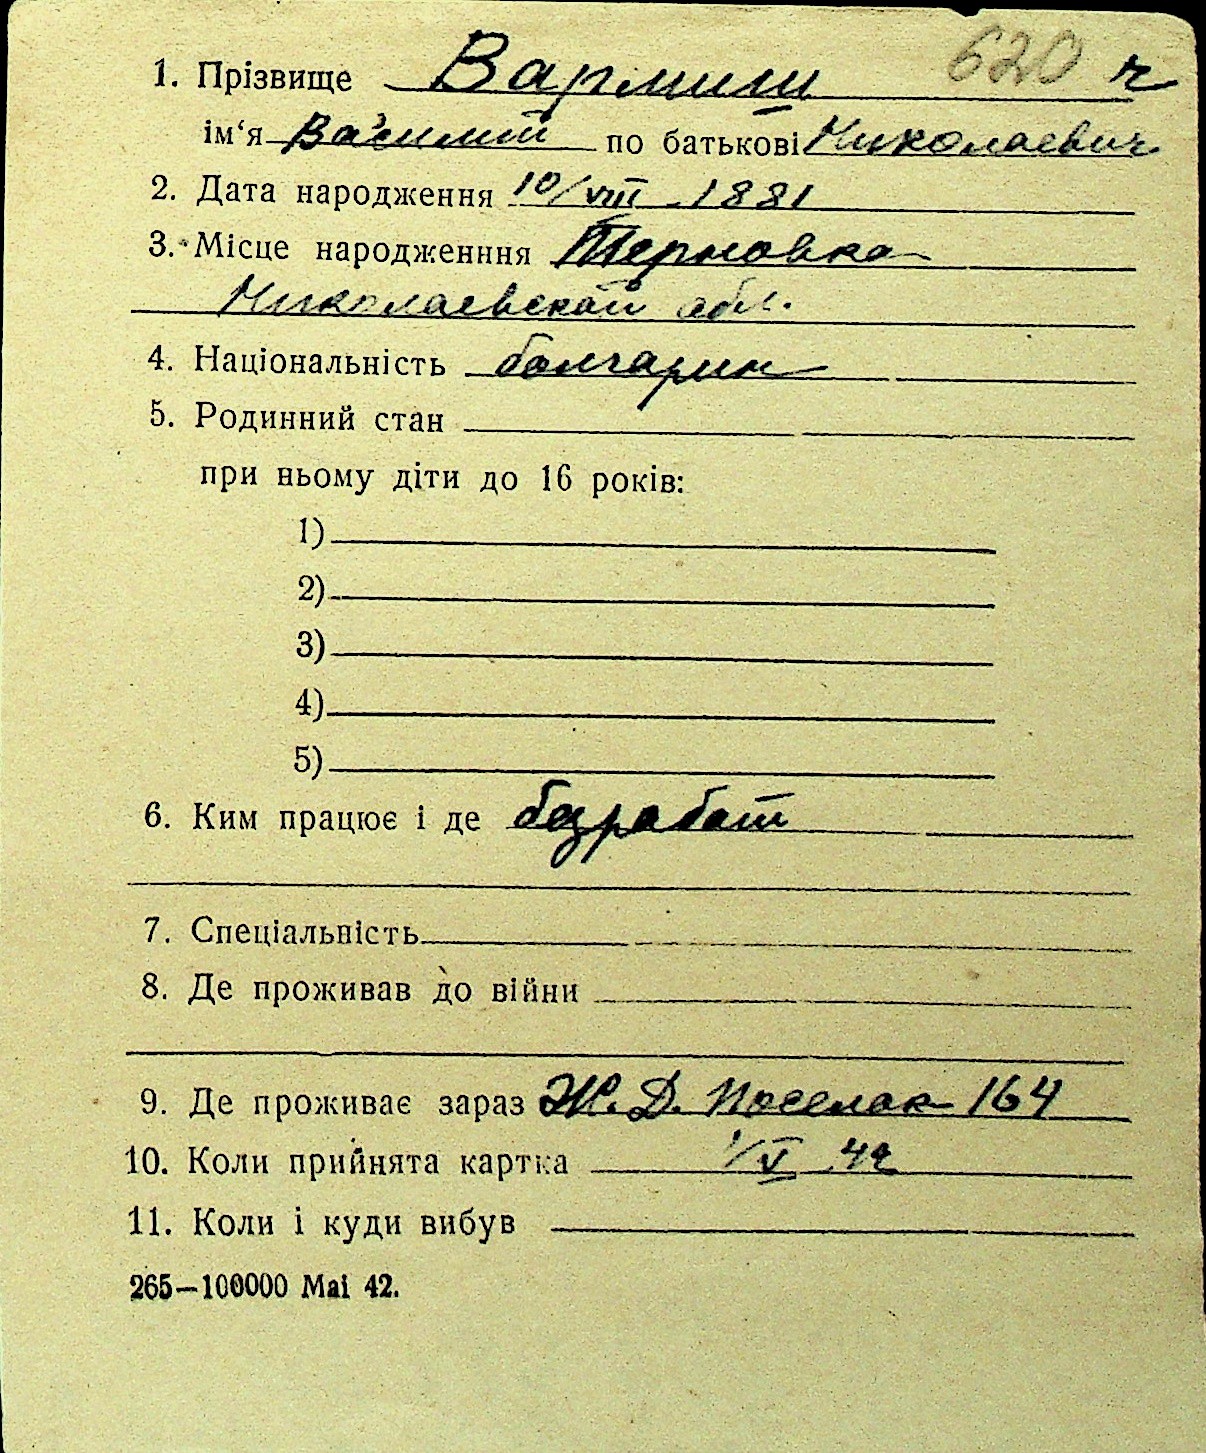 620 г
1. Прізвище Вармиш
ім‘я Василий по батькові Николаевич
2. Дата народження 10/VIII - 1881
3. Місце народженння Терновка
Николаевской обл.
4. Національність болгарин
5. Родинний стан
при ньому діти до 16 років:
1)
2)
3)
4)
5)
6. Ким працює і де безработ
7. Спеціальність
8. Де проживав до війни
9. Де проживає зараз Ж. Д. Поселок 164
10. Коли прийнята картка 1/V 42
11. Коли і куди вибув
265—100000 Mai 42.